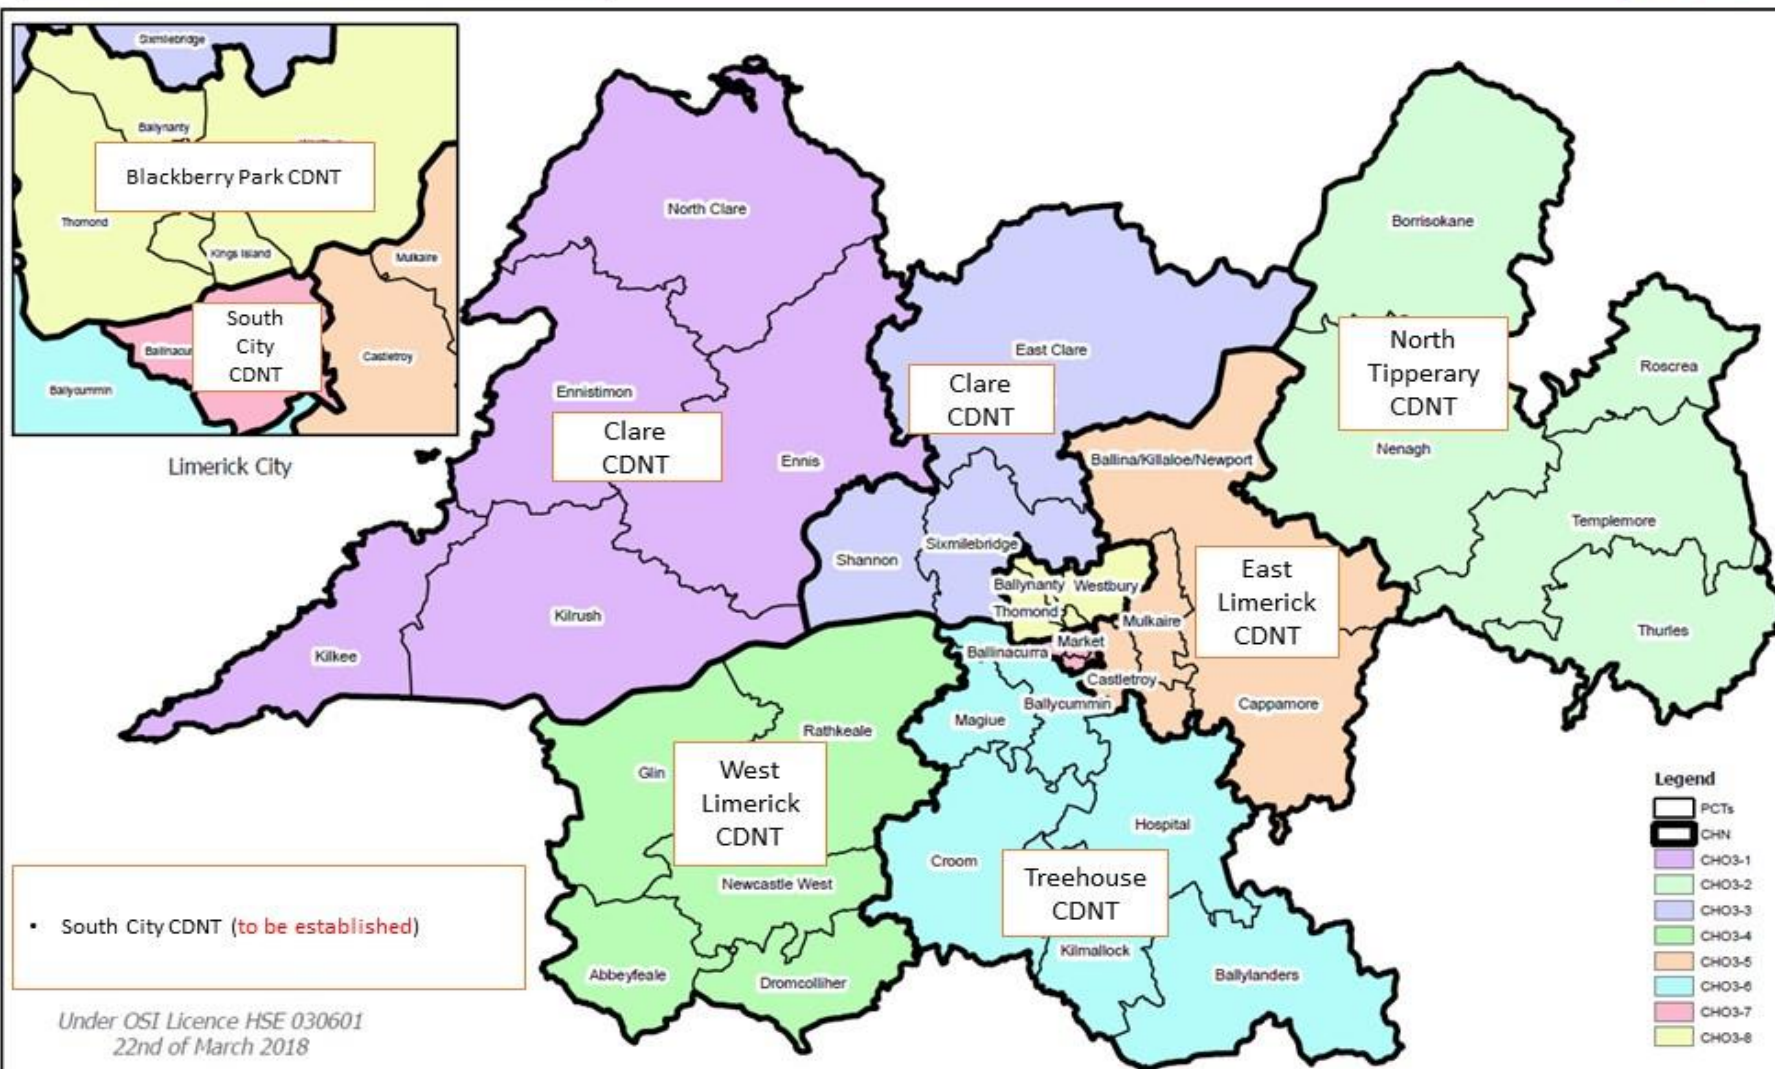 Sixmilebridge
Ballynanty
Blackberry Park CDNT
Thomond
Kings Island
Mulkaire
South
City
CDNT
Castletroy
Ballycummin
Limerick City
North Clare
Ennistimon
Clare
CDNT
Ennis
Kilrush
Kilkee
East Clare
Clare
CDNT
Shannon
Sixmilebridge
Borrisokane
North
Tipperary
CDNT
Roscrea
Nenagh
Templemore
Thurles
Ballina/Killaloe/Newport
East
Limerick
CDNT
Ballynanty
Westbury
Thomond
Mulkaire
Market
Ballinacurra
Castletroy
Ballycummin
Cappamore
Magiue
Rathkeale
Glin
West
Limerick
CDNT
Newcastle West
Abbeyfeale
Dromcolliher
Hospital
Croom
Treehouse
CDNT
Kilmallock
Ballylanders
• South City CDNT (to be established)
Under OSI Licence HSE 030601
22nd of March 2018
Legend
PCTs
CHN
CHO3-1
CHO3-2
CHO3-3
CHO3-4
CHO3-5
CHO3-6
CHO3-7
CHO3-8